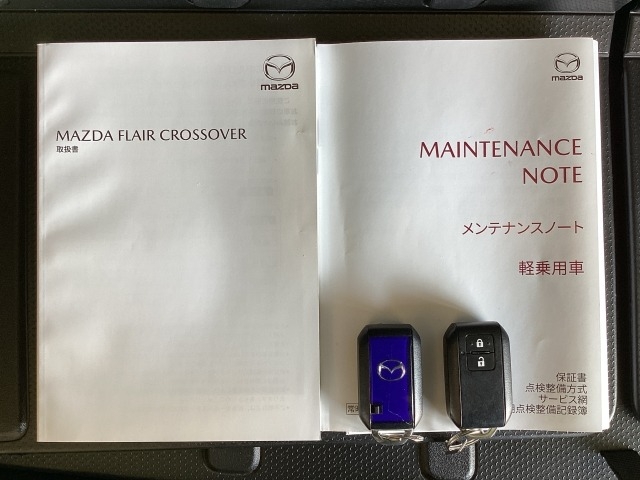 mazda
MAZDA FLAIR CROSSOVER
取扱書
mazda
MAINTENANCE
NOTE
メンテナンスノート
軽乗用車
保証書
点検整備方式
サービス網
点検整備記録簿